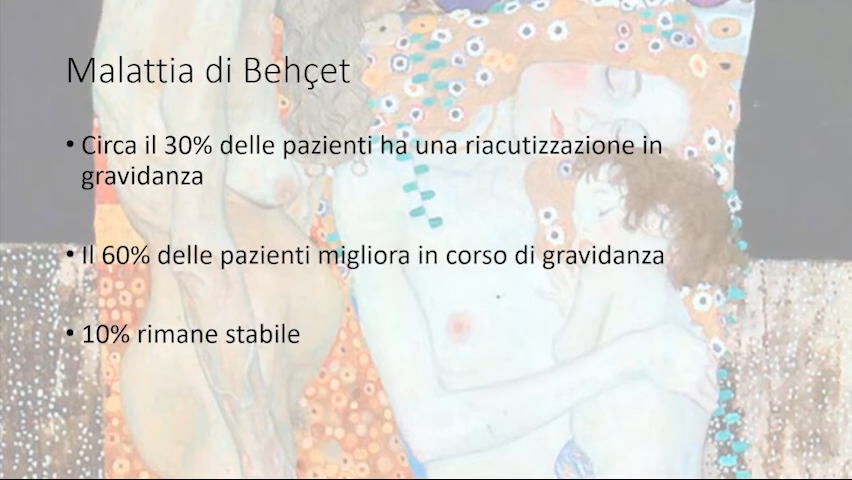 Malattia di Behçet
• Circa il 30% delle pazienti ha una riacutizzazione in
gravidanza
• Il 60% delle pazienti migliora in corso di gravidanza
• 10% rimane stabile